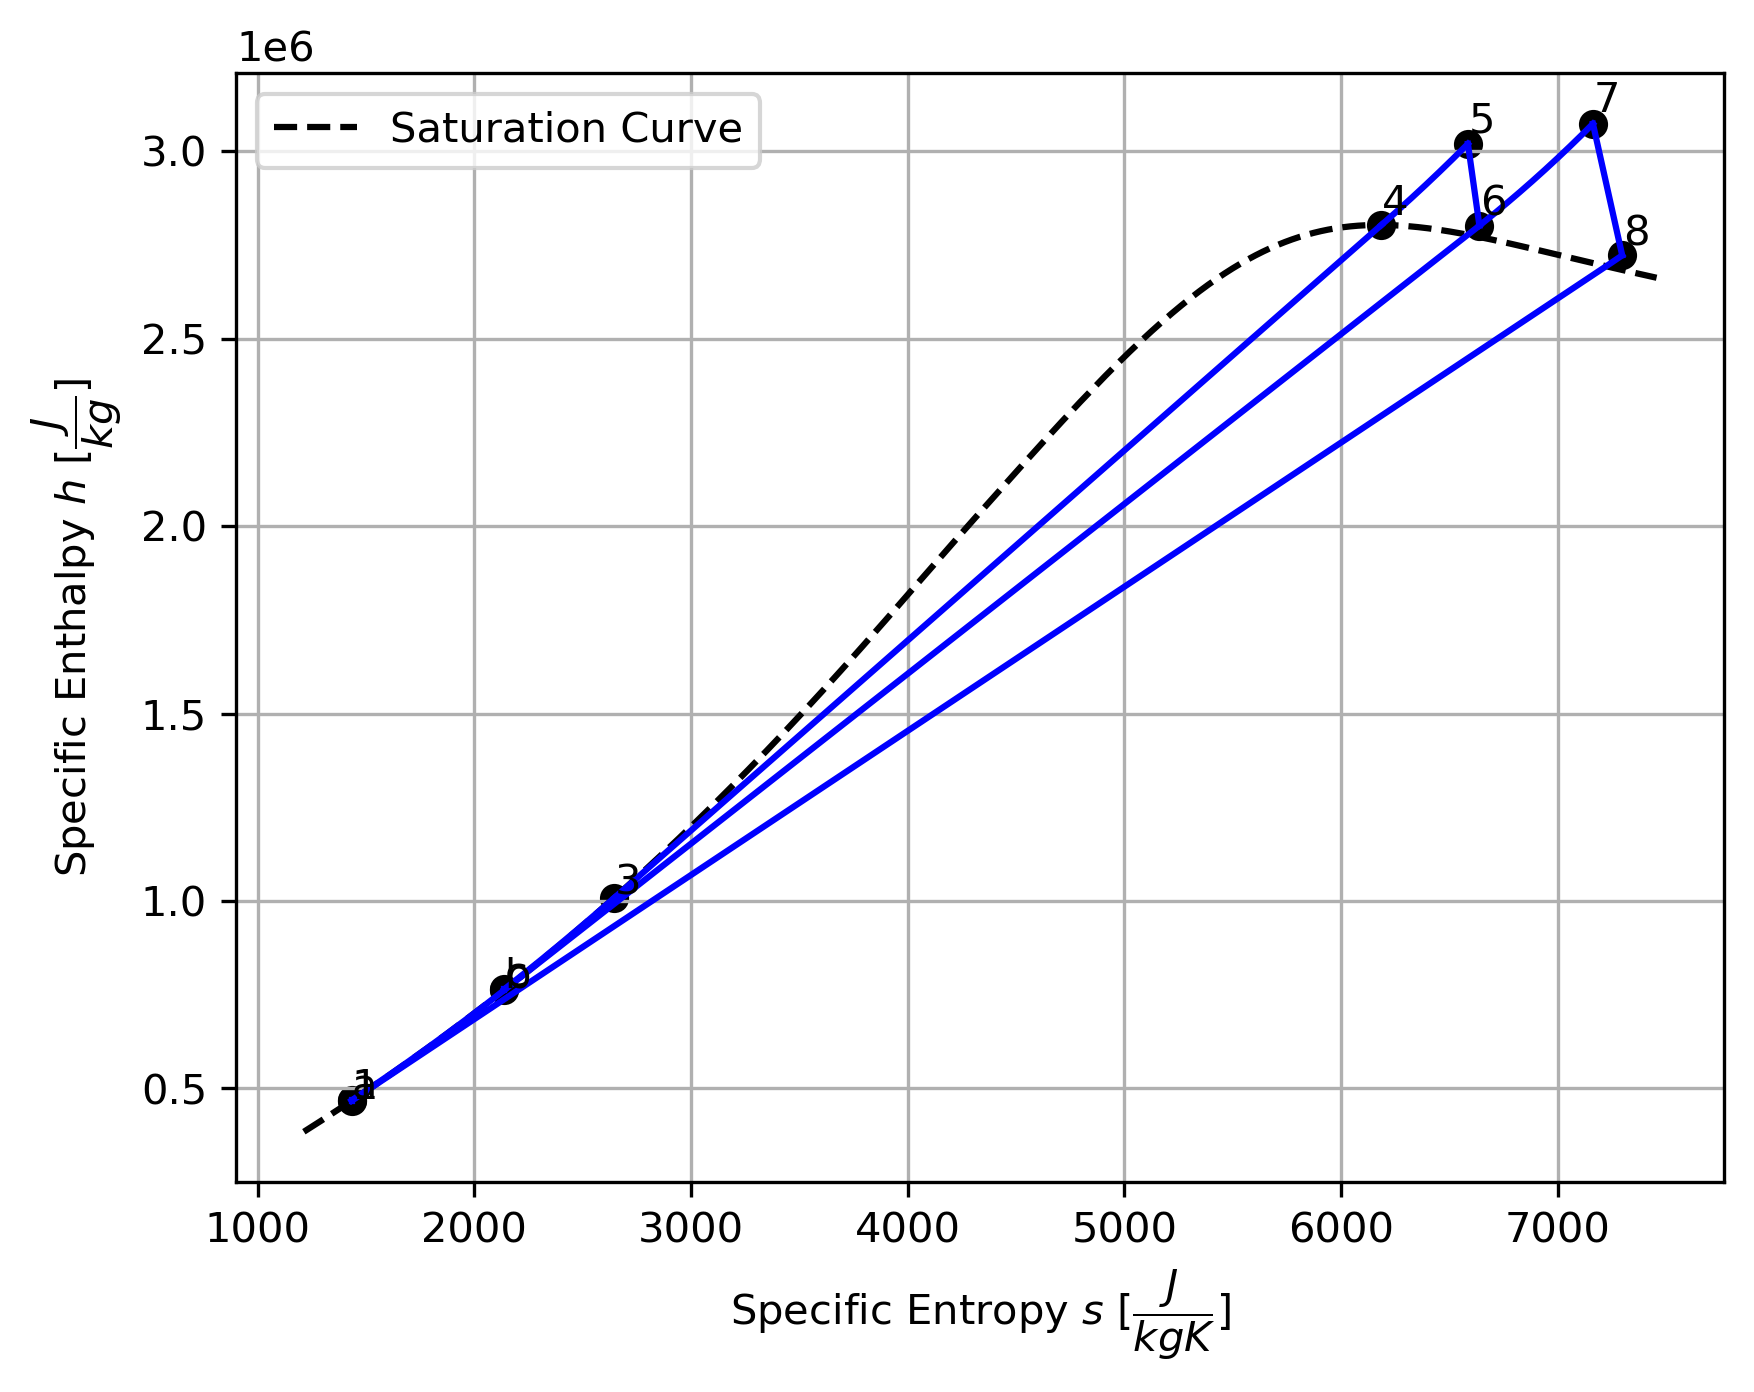 1e6
Saturation Curve
3.0
2.5
2.0
1.5
1.0
0.5
Specific Enthalpy h [J/kg]
7
5
4
6
8
3
b
1
a
1000 2000 3000 4000 5000 6000 7000
Specific Entropy s [J/kgK]